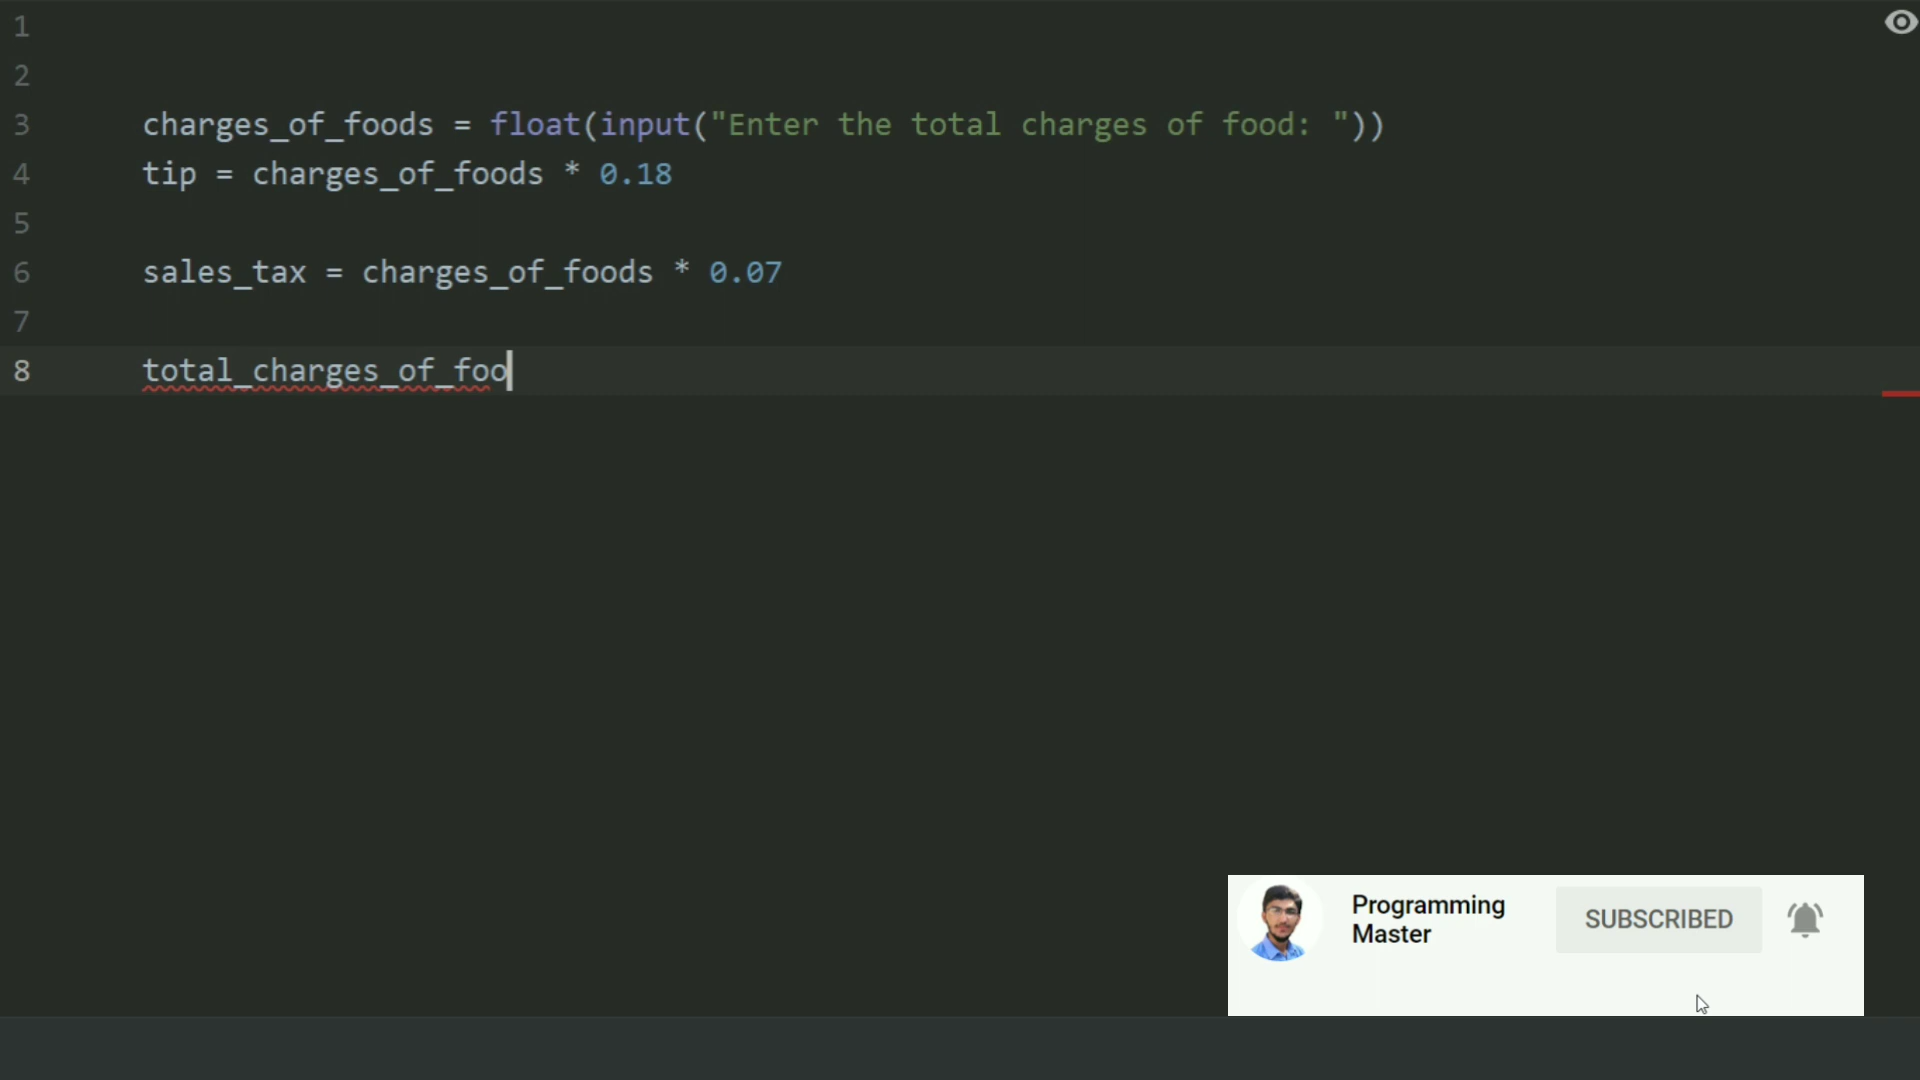 1
2
3 charges_of_foods = float(input("Enter the total charges of food: "))
4 tip = charges_of_foods * 0.18
5
6 sales_tax = charges_of_foods * 0.07
7
8 total_charges_of_foo
Programming
Master
SUBSCRIBED